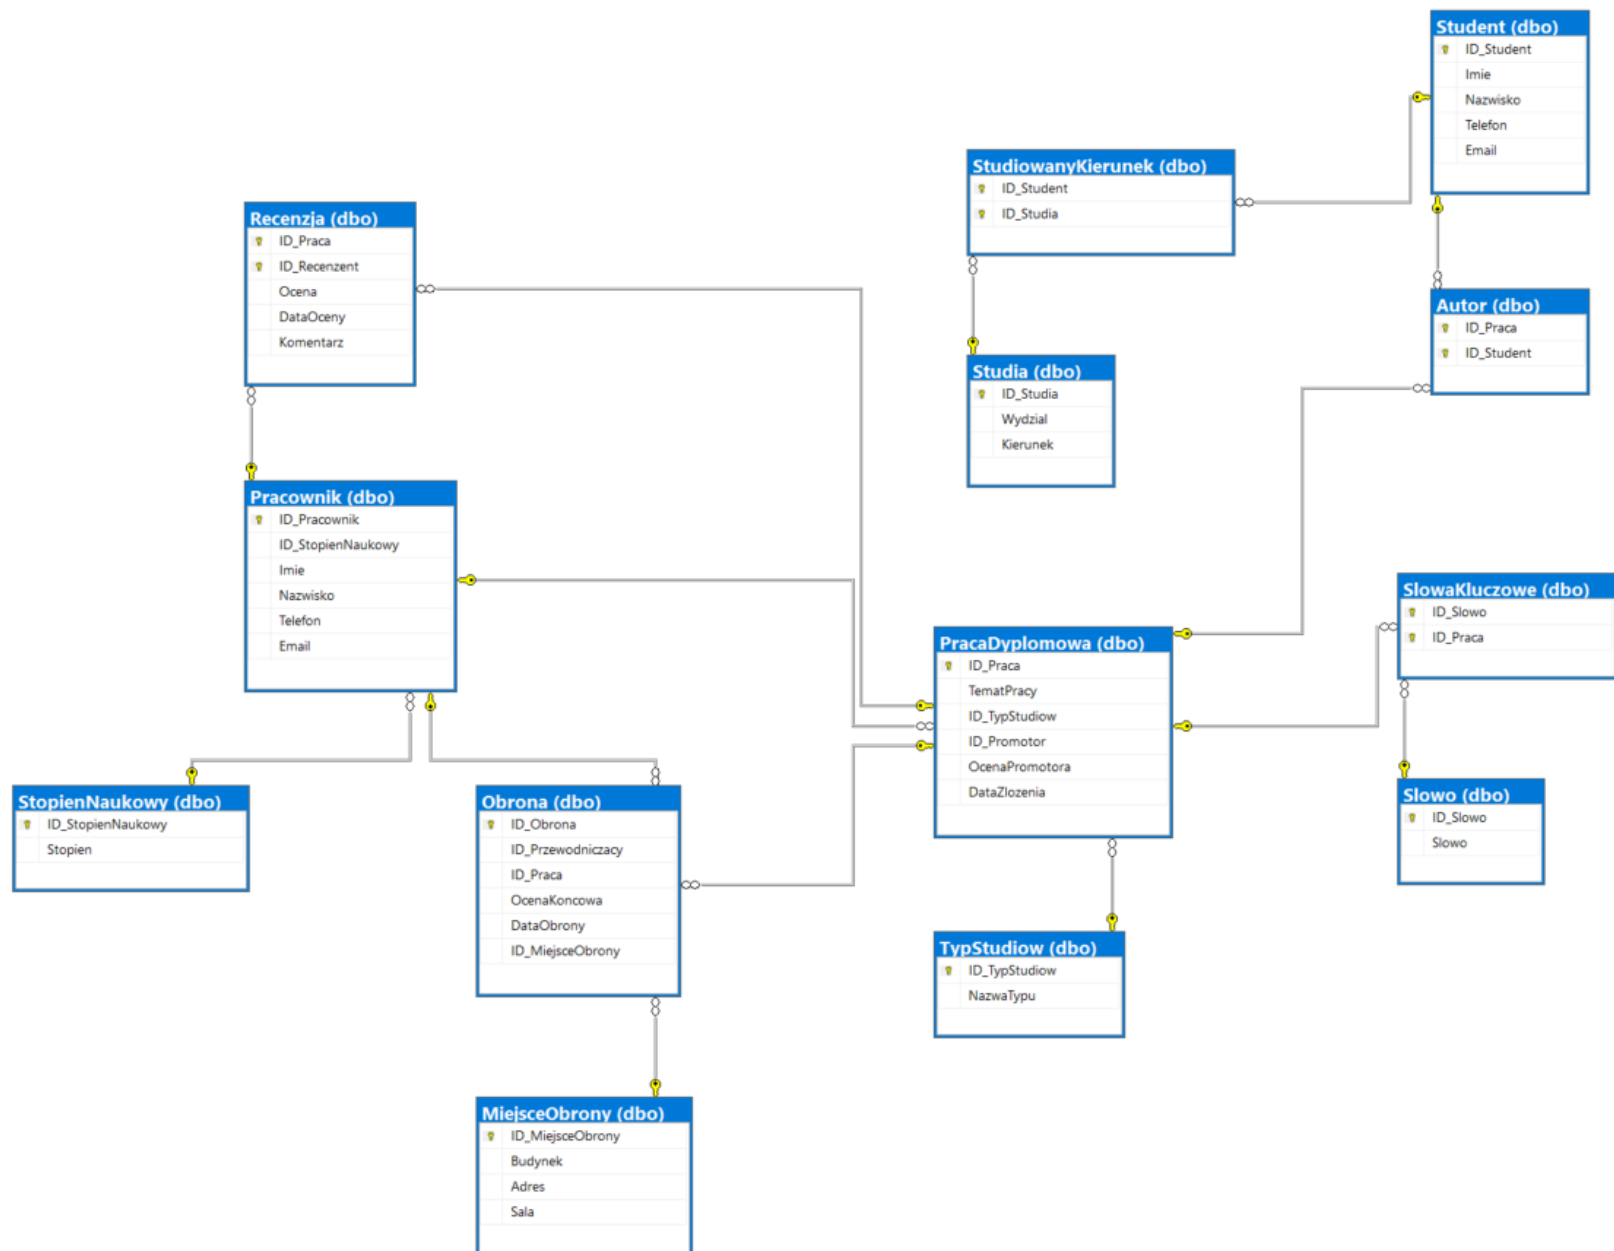 Student (dbo)
ID_Student
Imie
Nazwisko
Telefon
Email
StudiowanyKierunek (dbo)
ID_Student
ID_Studia
Recenzja (dbo)
ID_Praca
ID_Recenzent
Ocena
DataOceny
Komentarz
Autor (dbo)
ID_Praca
ID_Student
Studia (dbo)
ID_Studia
Wydzial
Kierunek
Pracownik (dbo)
ID_Pracownik
ID_StopienNaukowy
Imie
Nazwisko
Telefon
Email
SlowaKluczowe (dbo)
ID_Slowo
ID_Praca
PracaDyplomowa (dbo)
ID_Praca
TematPracy
ID_TypStudiow
ID_Promotor
OcenaPromotora
DataZlozenia
StopienNaukowy (dbo)
ID_StopienNaukowy
Stopien
Obrona (dbo)
ID_Obrona
ID_Przewodniczacy
ID_Praca
OcenaKoncowa
DataObrony
ID_MiejsceObrony
Slowo (dbo)
ID_Slowo
Slowo
TypStudiow (dbo)
ID_TypStudiow
NazwaTypu
MiejsceObrony (dbo)
ID_MiejsceObrony
Budynek
Adres
Sala